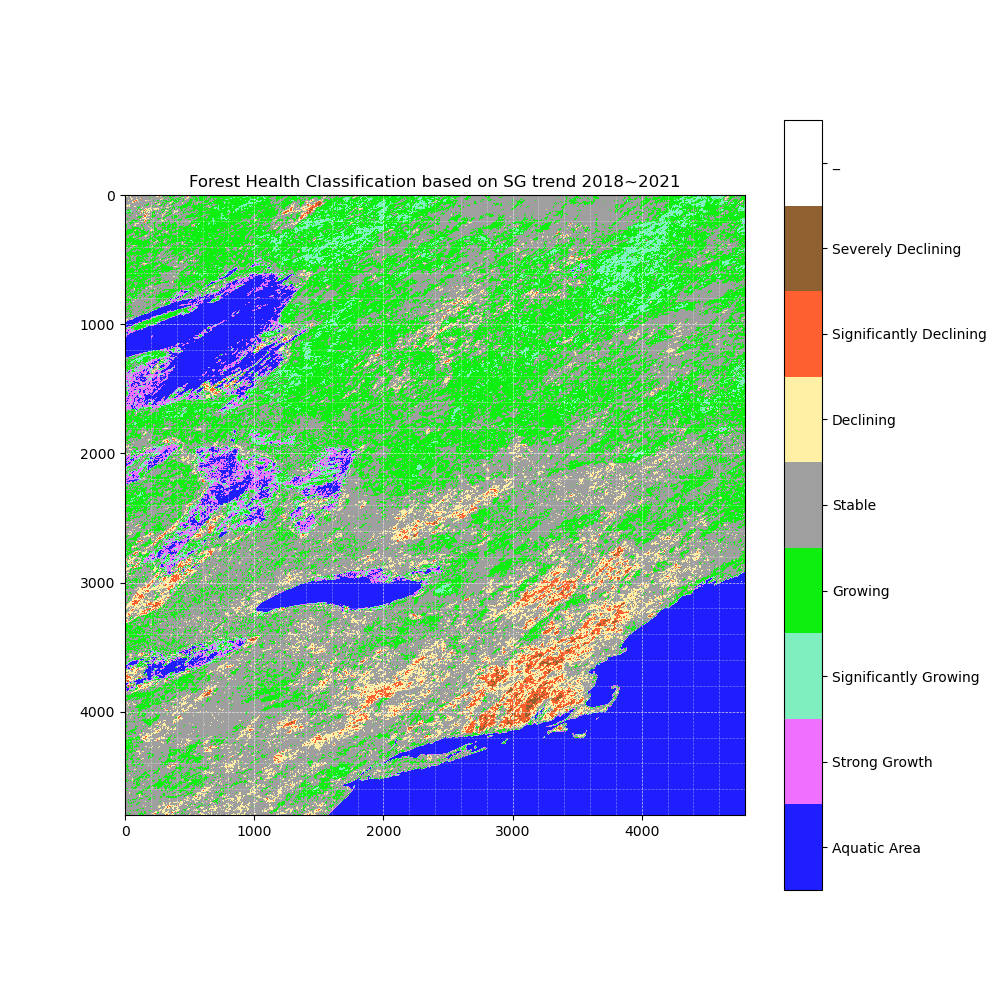 Forest Health Classification based on SG trend 2018~2021
0
1000
2000
3000
4000
0
1000
2000
3000
4000
_
Severely Declining
Significantly Declining
Declining
Stable
Growing
Significantly Growing
Strong Growth
Aquatic Area